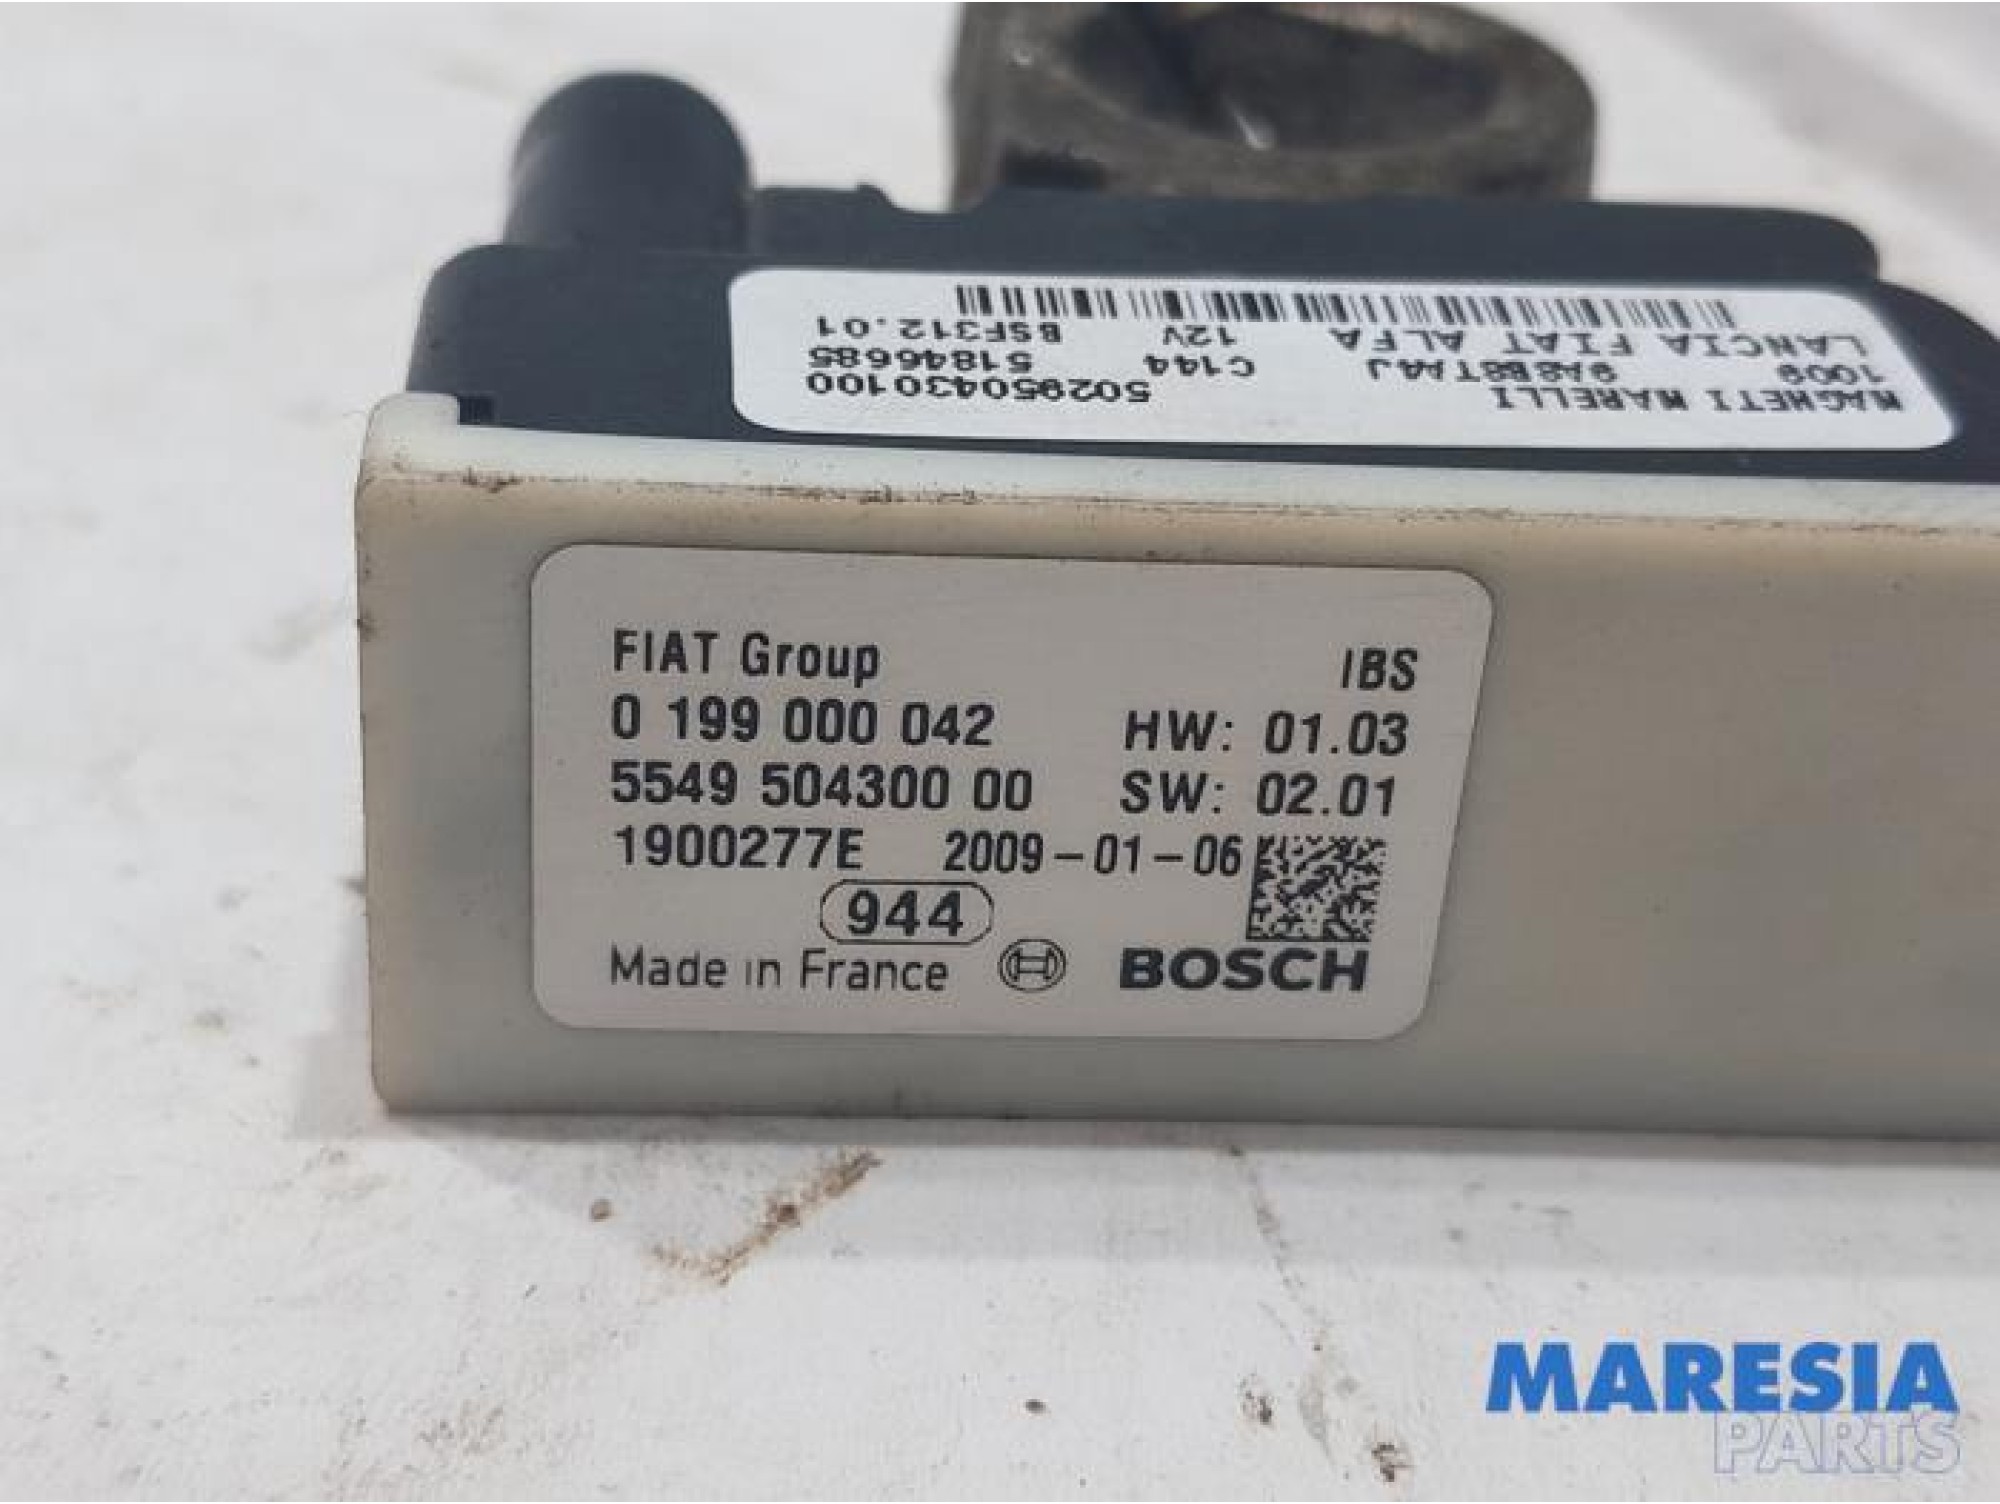 MAGNETI MARELLI 502950430100
1009 9A8B8TA4J C144 51846685
LANCIA FIAT ALFA 12V BSF312.01
FIAT Group IBS
0 199 000 042 HW: 01.03
5549 504300 00 SW: 02.01
1900277E 2009-01-06
944
Made in France BOSCH
MARESIA
PARTS